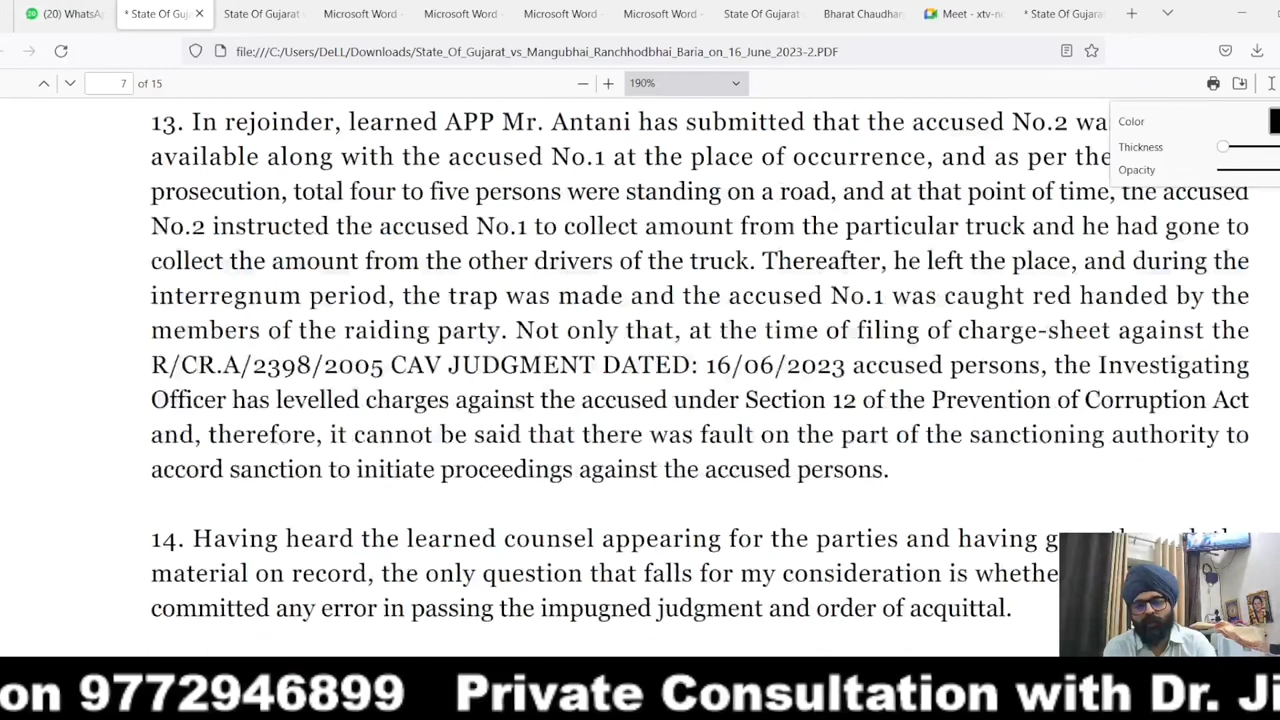 (20) WhatsA
* State Of Guja
State Of Gujarat
Microsoft Word
Microsoft Word
Microsoft Word
Microsoft Word
State Of Gujarat
Bharat Chaudhar
Meet - xtv-n
* State Of Gujara
file:///C:/Users/DeLL/Downloads/State_Of_Gujarat_vs_Mangubhai_Ranchhodbhai_Baria_on_16_June_2023-2.PDF
7 of 15
190%
Color
Thickness
Opacity
13. In rejoinder, learned APP Mr. Antani has submitted that the accused No.2 wa
available along with the accused No.1 at the place of occurrence, and as per the
prosecution, total four to five persons were standing on a road, and at that point of time, the accused
No.2 instructed the accused No.1 to collect amount from the particular truck and he had gone to
collect the amount from the other drivers of the truck. Thereafter, he left the place, and during the
interregnum period, the trap was made and the accused No.1 was caught red handed by the
members of the raiding party. Not only that, at the time of filing of charge-sheet against the
R/CR.A/2398/2005 CAV JUDGMENT DATED: 16/06/2023 accused persons, the Investigating
Officer has levelled charges against the accused under Section 12 of the Prevention of Corruption Act
and, therefore, it cannot be said that there was fault on the part of the sanctioning authority to
accord sanction to initiate proceedings against the accused persons.
14. Having heard the learned counsel appearing for the parties and having g
material on record, the only question that falls for my consideration is whethe
committed any error in passing the impugned judgment and order of acquittal.
on 9772946899 Private Consultation with Dr. Ji